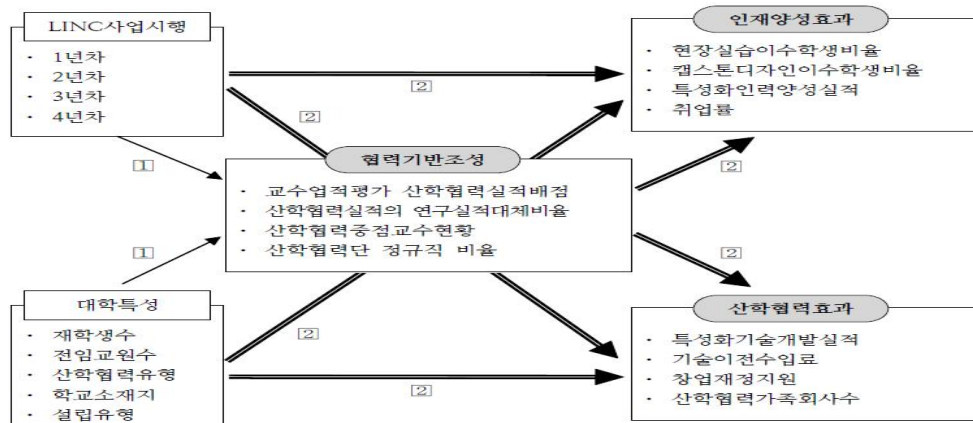 LINC사업시행
· 1년차
· 2년차
· 3년차
· 4년차
인재양성효과
· 현장실습이수학생비율
· 캡스톤디자인이수학생비율
· 특성화인력양성실적
· 취업률
2
2
1
협력기반조성
· 교수업적평가 산학협력실적배점
· 산학협력실적의 연구실적대체비율
· 산학협력중점교수현황
· 산학협력단 정규직 비율
2
1
2
대학특성
· 재학생수
· 전임교원수
· 산학협력유형
· 학교소재지
· 설립유형
2
2
산학협력효과
· 특성화기술개발실적
· 기술이전수입료
· 창업재정지원
· 산학협력가족회사수